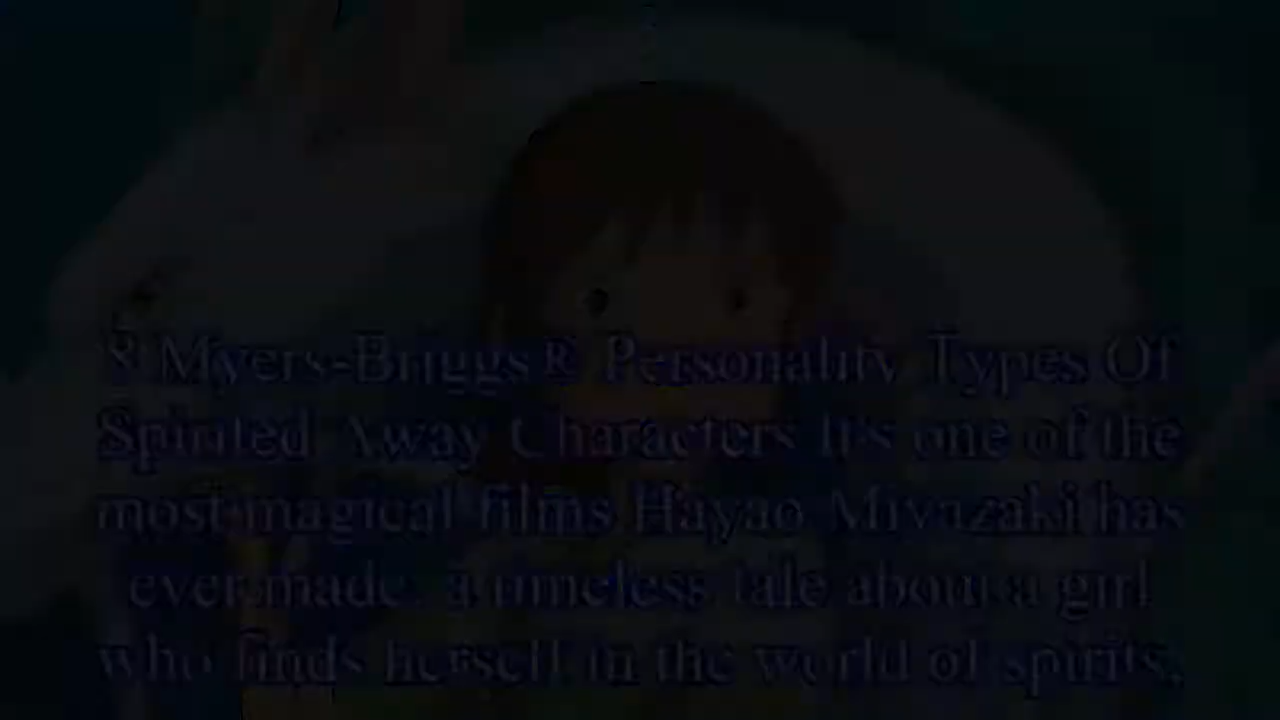 8 Myers-Briggs® Personality Types Of
Spirited Away Characters It's one of the
most magical films Hayao Miyazaki has
ever made: a timeless tale about a girl
who finds herself in the world of spirits,